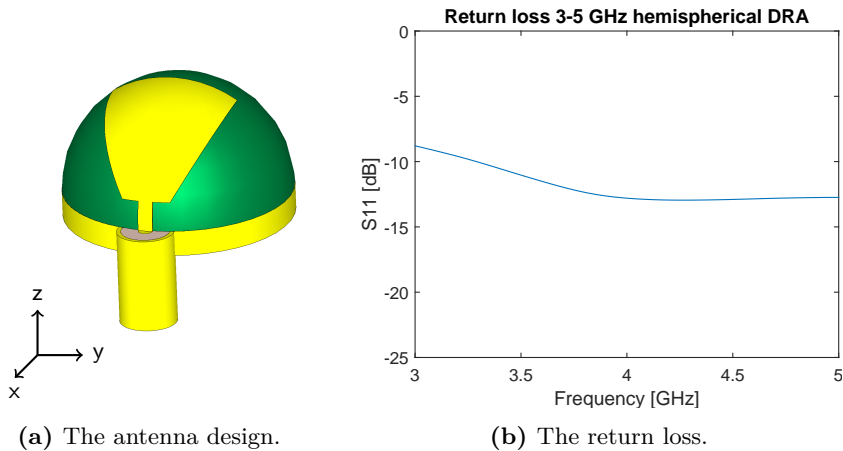 Return loss 3-5 GHz hemispherical DRA
0
-5
-10
-15
-20
-25
S11 [dB]
3
3.5
4
4.5
5
Frequency [GHz]
z
y
x
(a) The antenna design.
(b) The return loss.